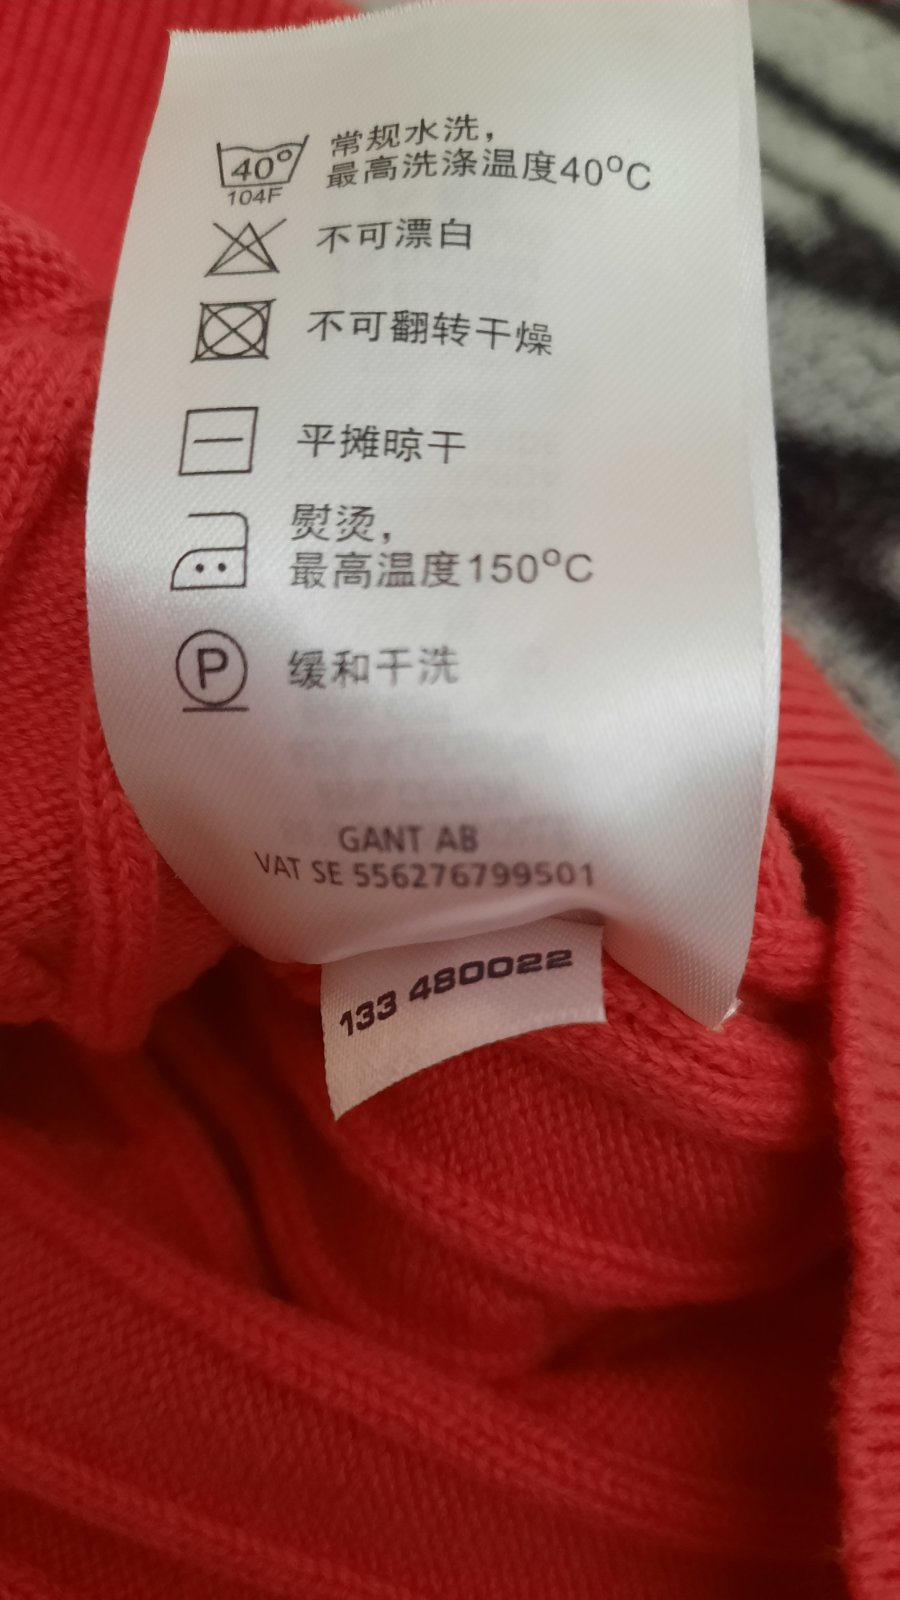 40°
104F
常规水洗，
最高洗涤温度40°C
不可漂白
不可翻转干燥
平摊晾干
熨烫，
最高温度150°C
P
缓和干洗
GANT AB
VAT SE 556276799501
133 480022